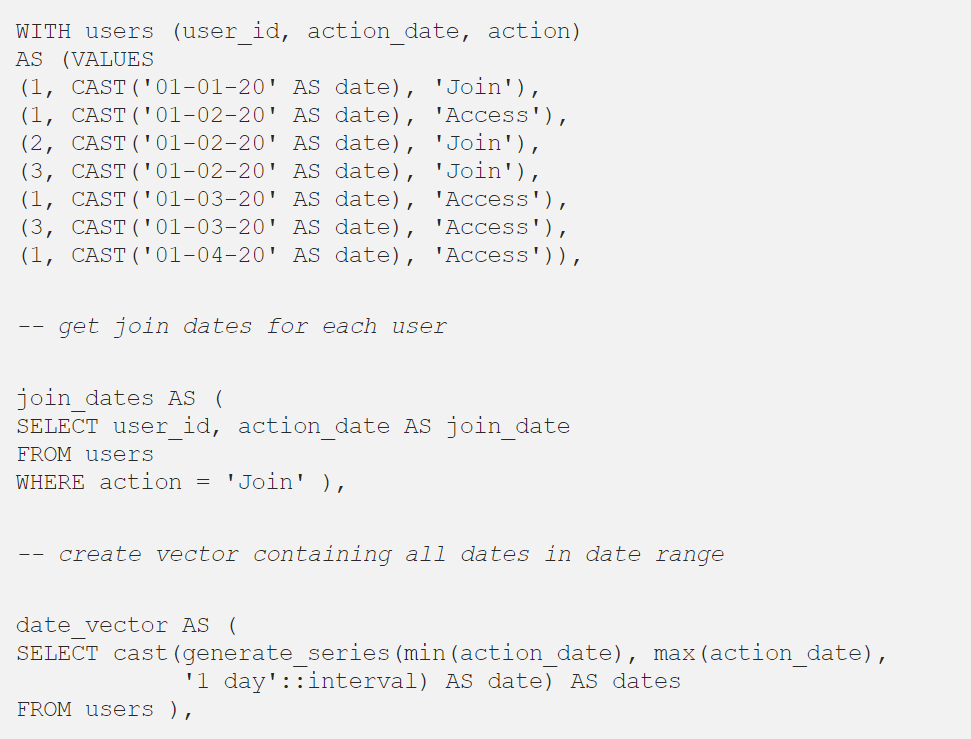 WITH users (user_id, action_date, action)
AS (VALUES
(1, CAST('01-01-20' AS date), 'Join'),
(1, CAST('01-02-20' AS date), 'Access'),
(2, CAST('01-02-20' AS date), 'Join'),
(3, CAST('01-02-20' AS date), 'Join'),
(1, CAST('01-03-20' AS date), 'Access'),
(3, CAST('01-03-20' AS date), 'Access'),
(1, CAST('01-04-20' AS date), 'Access')),
-- get join dates for each user
join_dates AS (
SELECT user_id, action_date AS join_date
FROM users
WHERE action = 'Join' ),
-- create vector containing all dates in date range
date_vector AS (
SELECT cast(generate_series(min(action_date), max(action_date),
'1 day'::interval) AS date) AS dates
FROM users ),